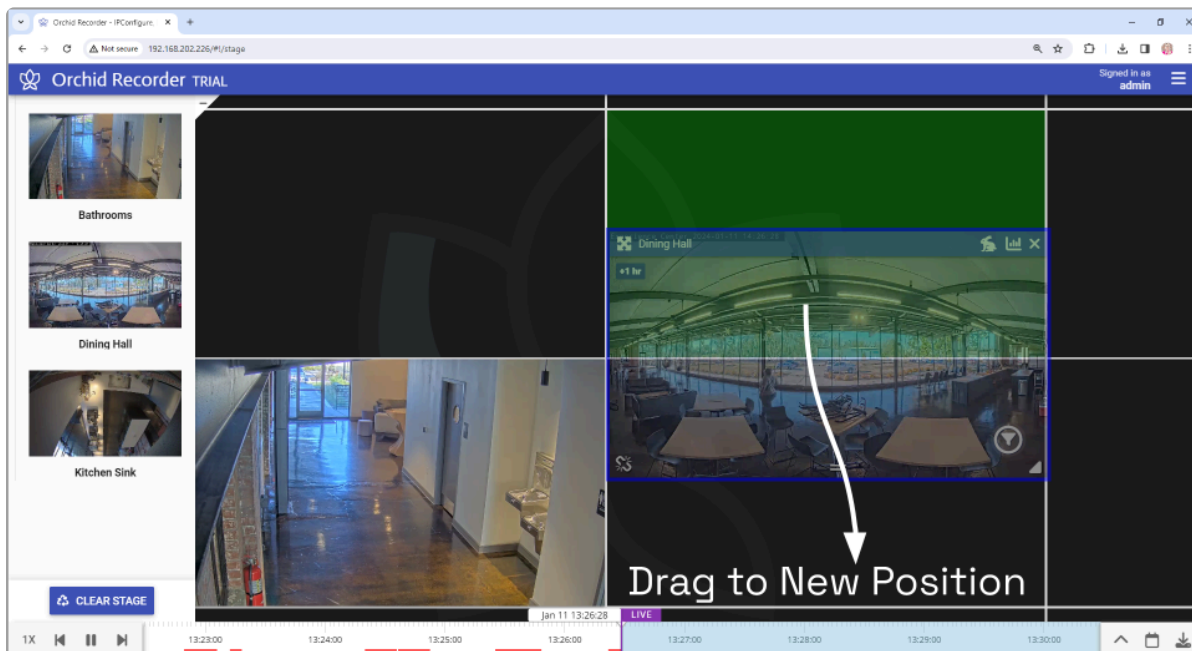 Orchid Recorder - IPConfigure
Not secure 192.168.202.226/#!/stage
Orchid Recorder TRIAL
Signed in as
admin
Bathrooms
Dining Hall
Kitchen Sink
Dining Hall
+1 hr
Drag to New Position
CLEAR STAGE
Jan 11 13:26:28 LIVE
1X 13:23:00 13:24:00 13:25:00 13:26:00 13:27:00 13:28:00 13:29:00 13:30:00